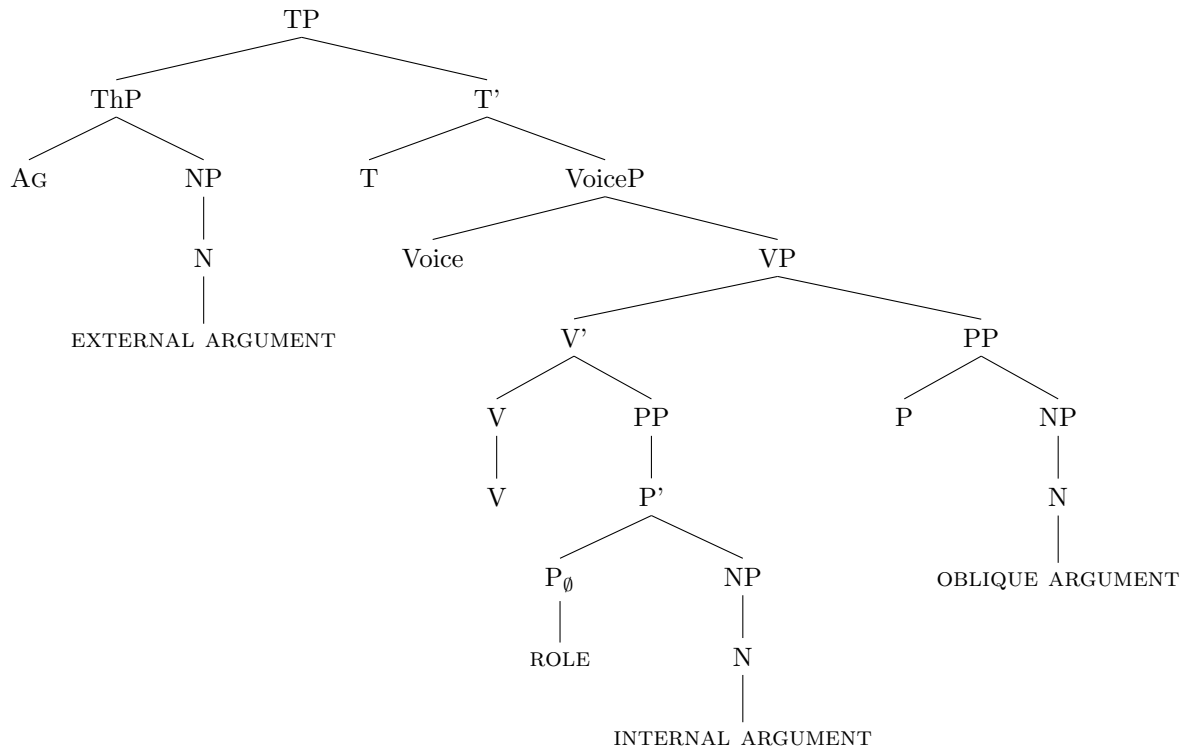 TP
ThP T'
AG NP T VoiceP
N Voice VP
EXTERNAL ARGUMENT V' PP
V PP P NP
V P' N
P∅ NP OBLIQUE ARGUMENT
ROLE N
INTERNAL ARGUMENT